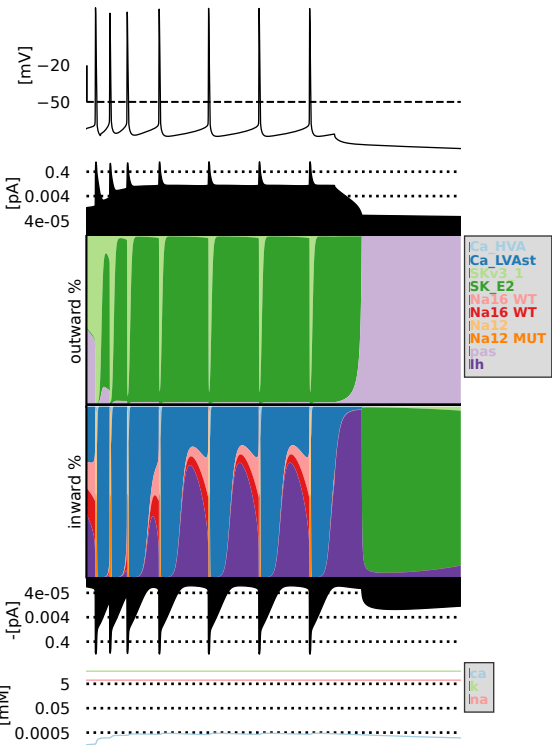 [mV]
−20
−50
[pA]
0.4
0.004
4e-05
outward %
Ca_HVA
Ca_LVAst
SKv3_1
SK_E2
Na16 WT
Na16 WT
Na12
Na12 MUT
pas
Ih
inward %
-[pA]
4e-05
0.004
0.4
[mM]
5
0.05
0.0005
ca
k
na